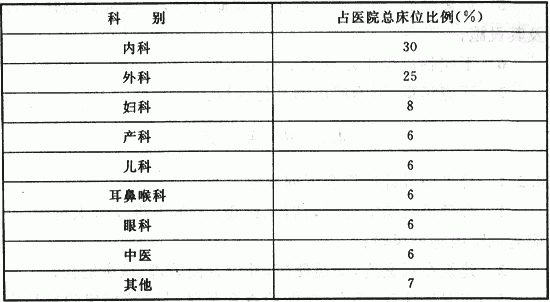 科 别 占医院总床位比例(%)
内科 30
外科 25
妇科 8
产科 6
儿科 6
耳鼻喉科 6
眼科 6
中医 6
其他 7